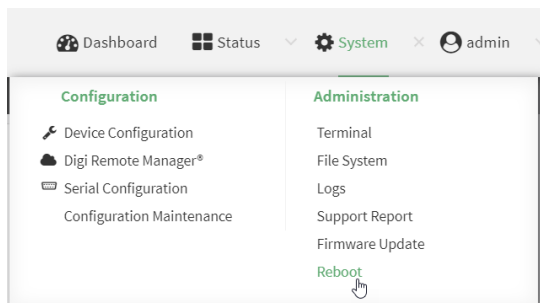 Dashboard Status System admin
Configuration
Device Configuration
Digi Remote Manager®
Serial Configuration
Configuration Maintenance
Administration
Terminal
File System
Logs
Support Report
Firmware Update
Reboot